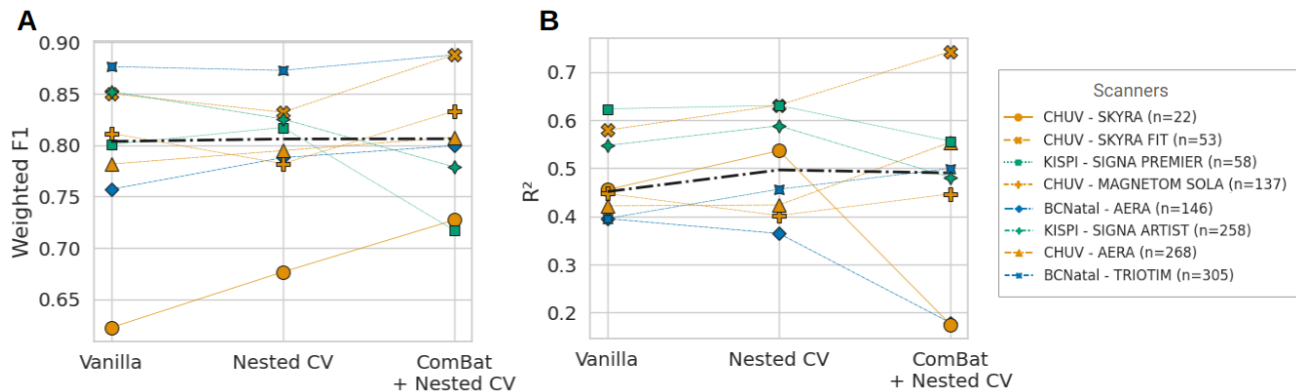 A
Weighted F1
0.90
0.85
0.80
0.75
0.70
0.65
Vanilla
Nested CV
ComBat
+ Nested CV
B
R²
0.7
0.6
0.5
0.4
0.3
0.2
Vanilla
Nested CV
ComBat
+ Nested CV
Scanners
CHUV - SKYRA (n=22)
CHUV - SKYRA FIT (n=53)
KISPI - SIGNA PREMIER (n=58)
CHUV - MAGNETOM SOLA (n=137)
BCNatal - AERA (n=146)
KISPI - SIGNA ARTIST (n=258)
CHUV - AERA (n=268)
BCNatal - TRIOTIM (n=305)